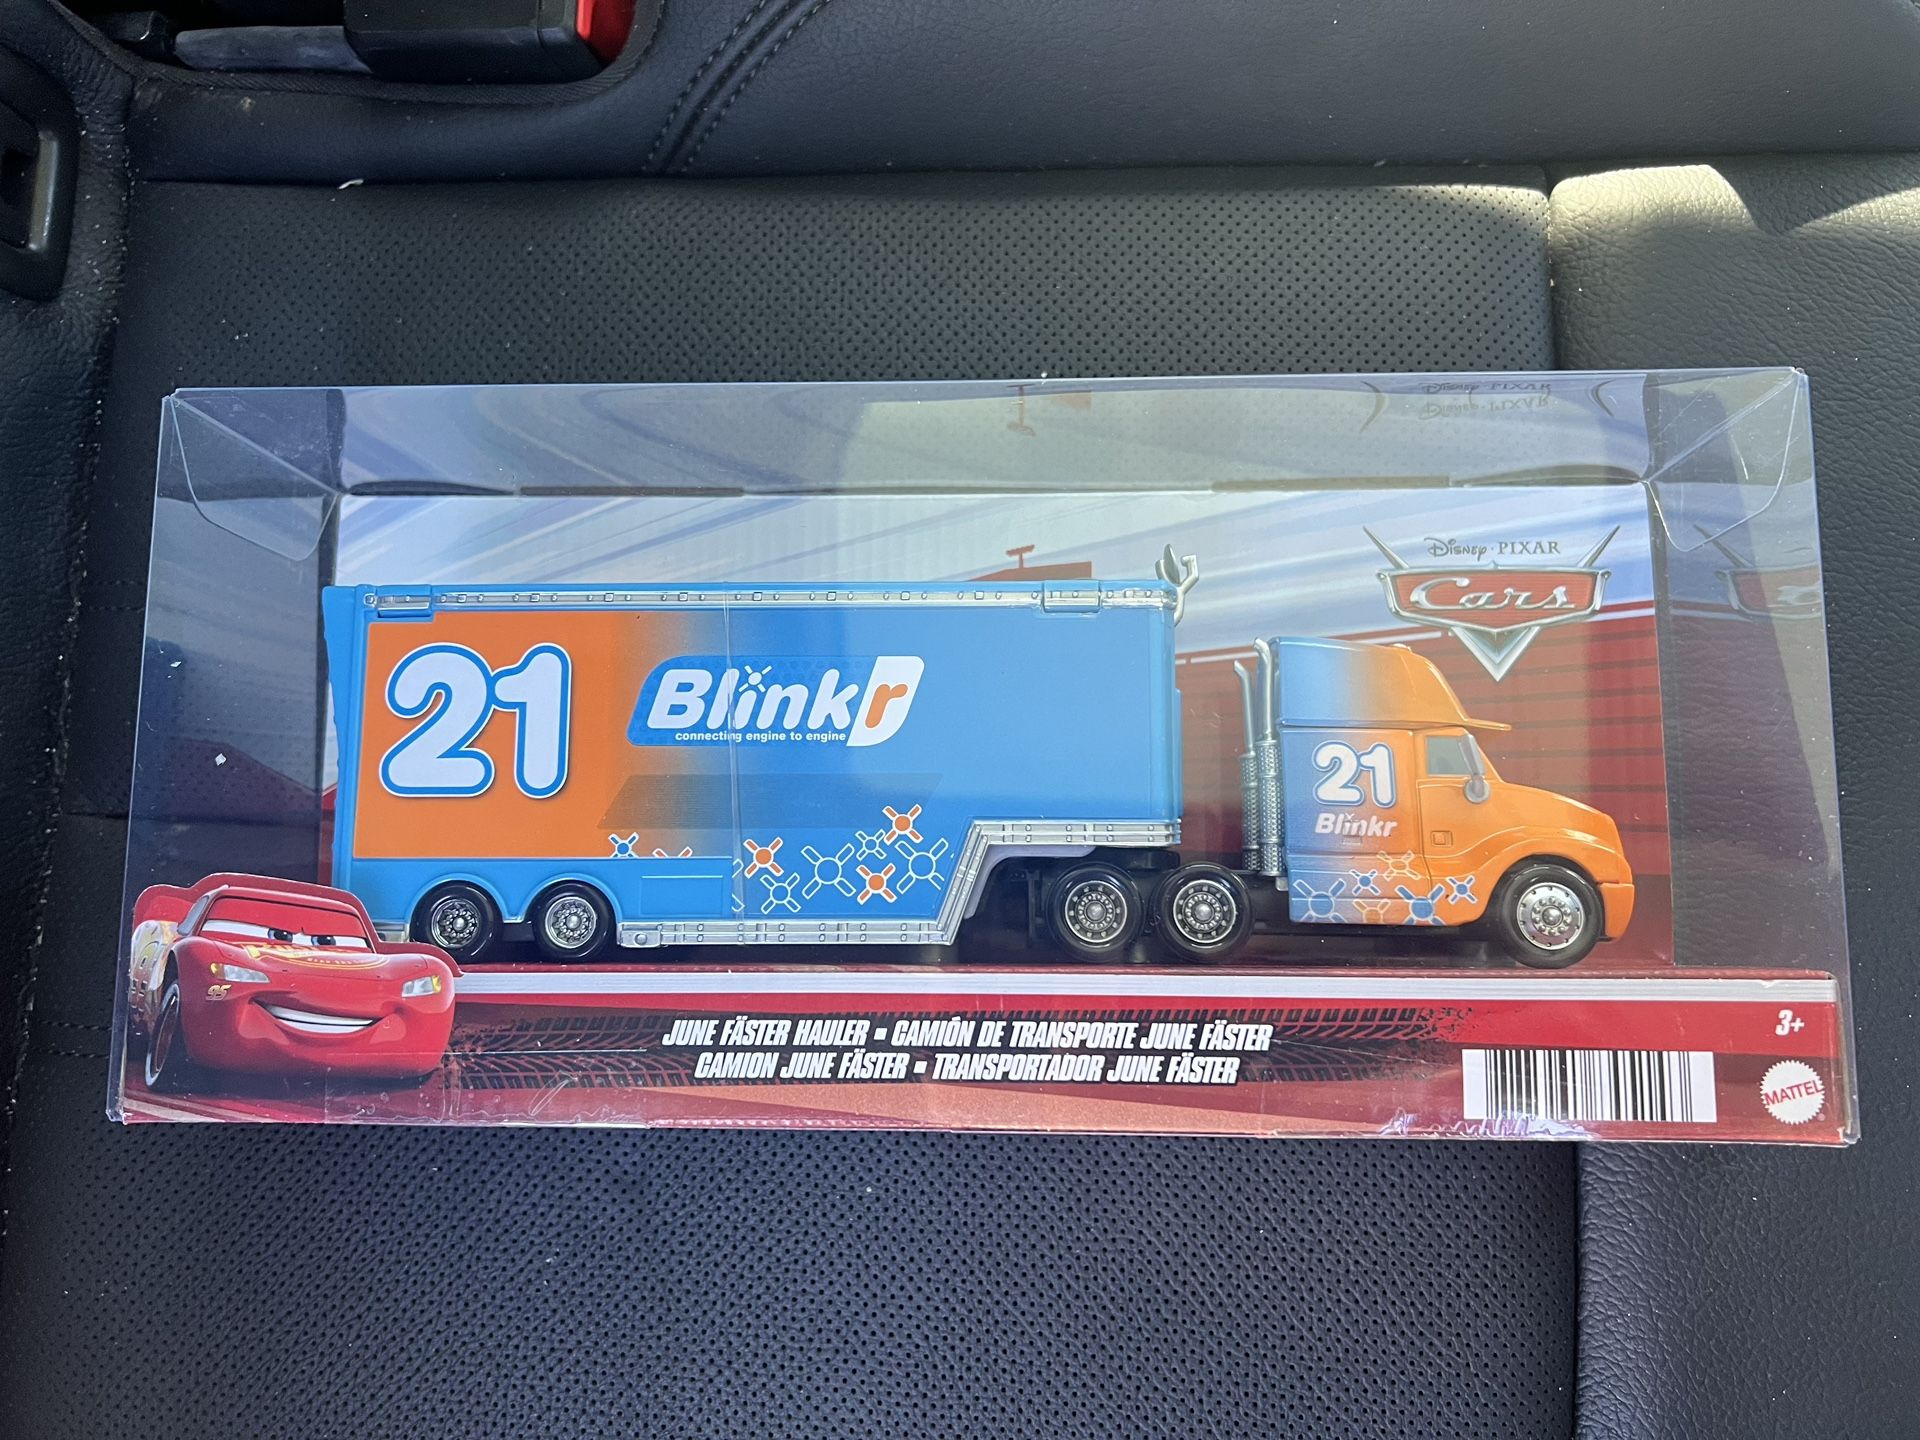 Disney · PIXAR
Cars
21
Blinkr
connecting engine to engine
21
Blinkr
95
JUNE FÄSTER HAULER ▪ CAMIÓN DE TRANSPORTE JUNE FÄSTER
CAMION JUNE FÄSTER ▪ TRANSPORTADOR JUNE FÄSTER
3+
MATTEL